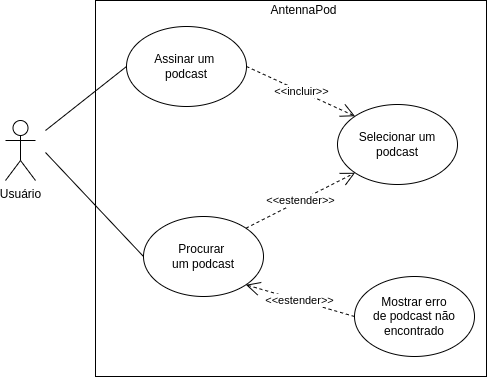 AntennaPod
Assinar um
podcast
<<incluir>>
Selecionar um
podcast
Usuário
<<estender>>
Procurar
um podcast
<<estender>>
Mostrar erro
de podcast não
encontrado